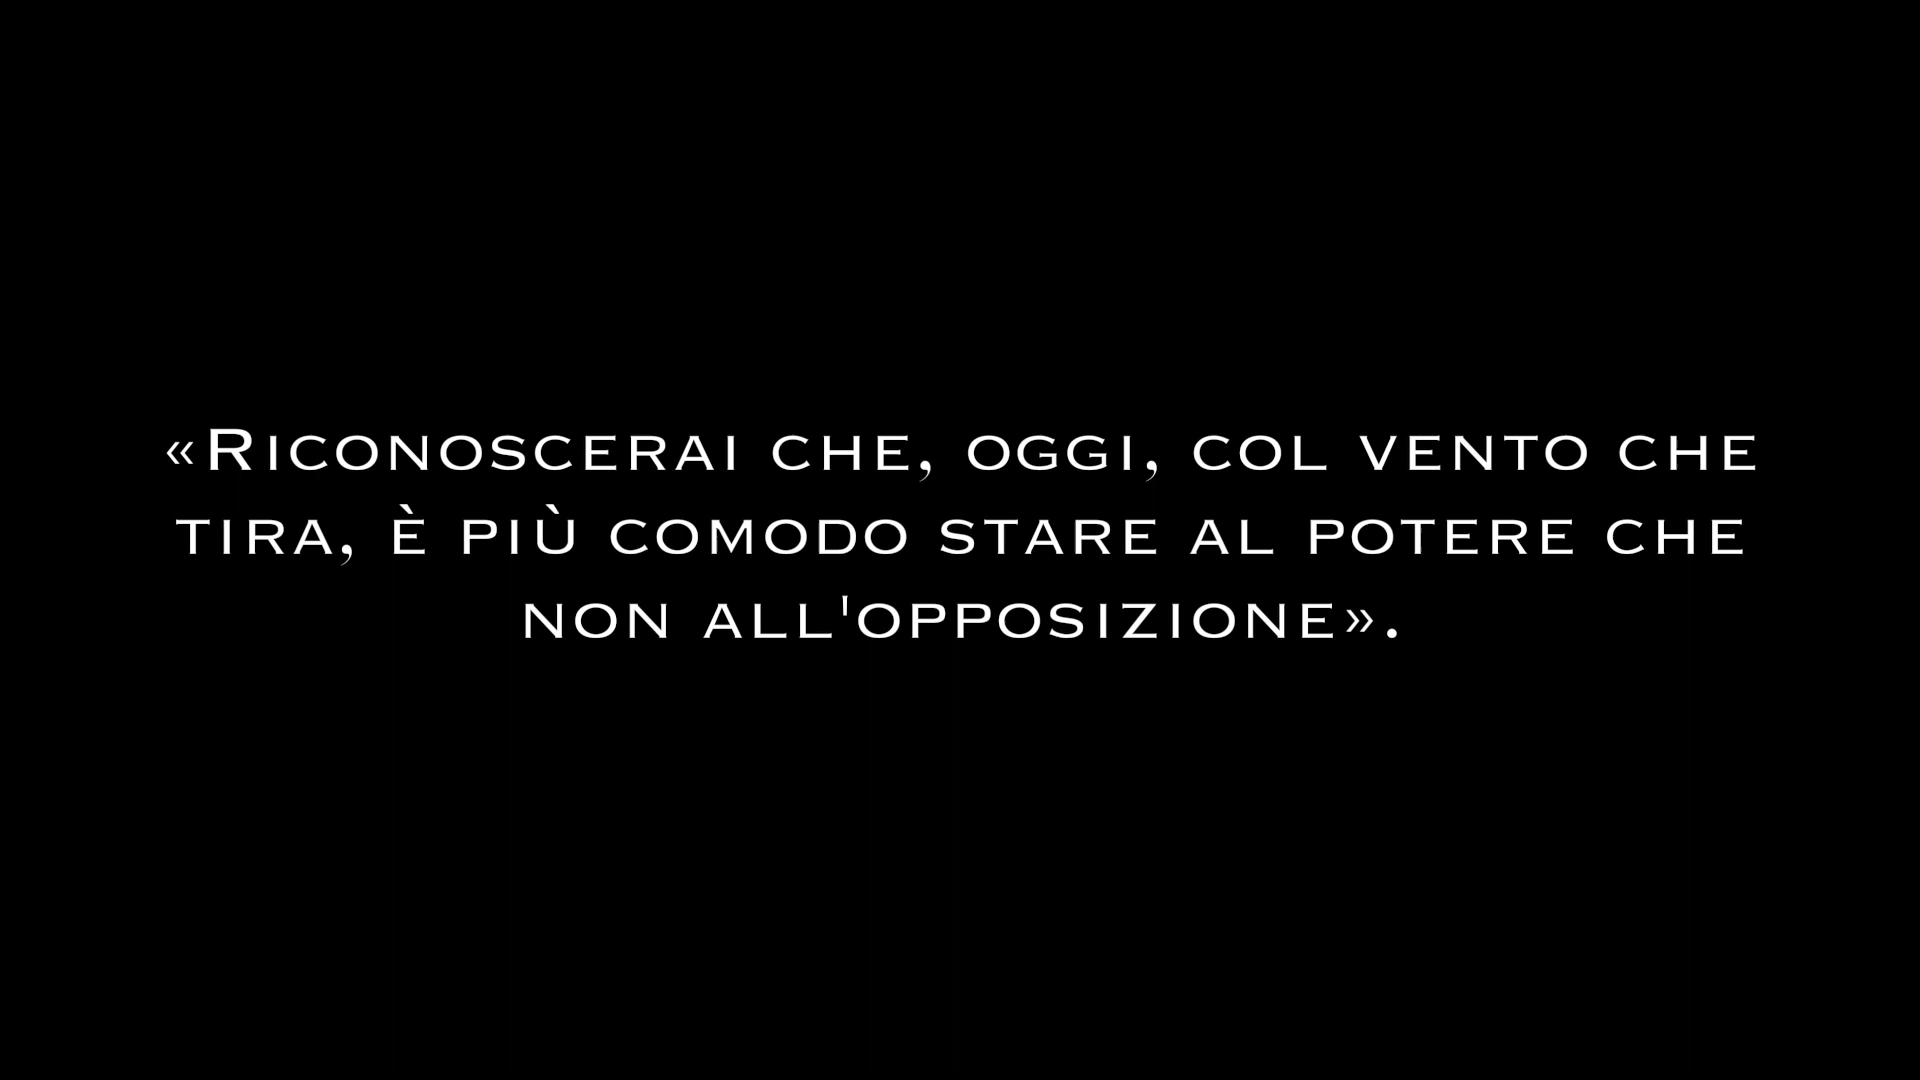 «Riconoscerai che, oggi, col vento che
tira, è più comodo stare al potere che
non all'opposizione».